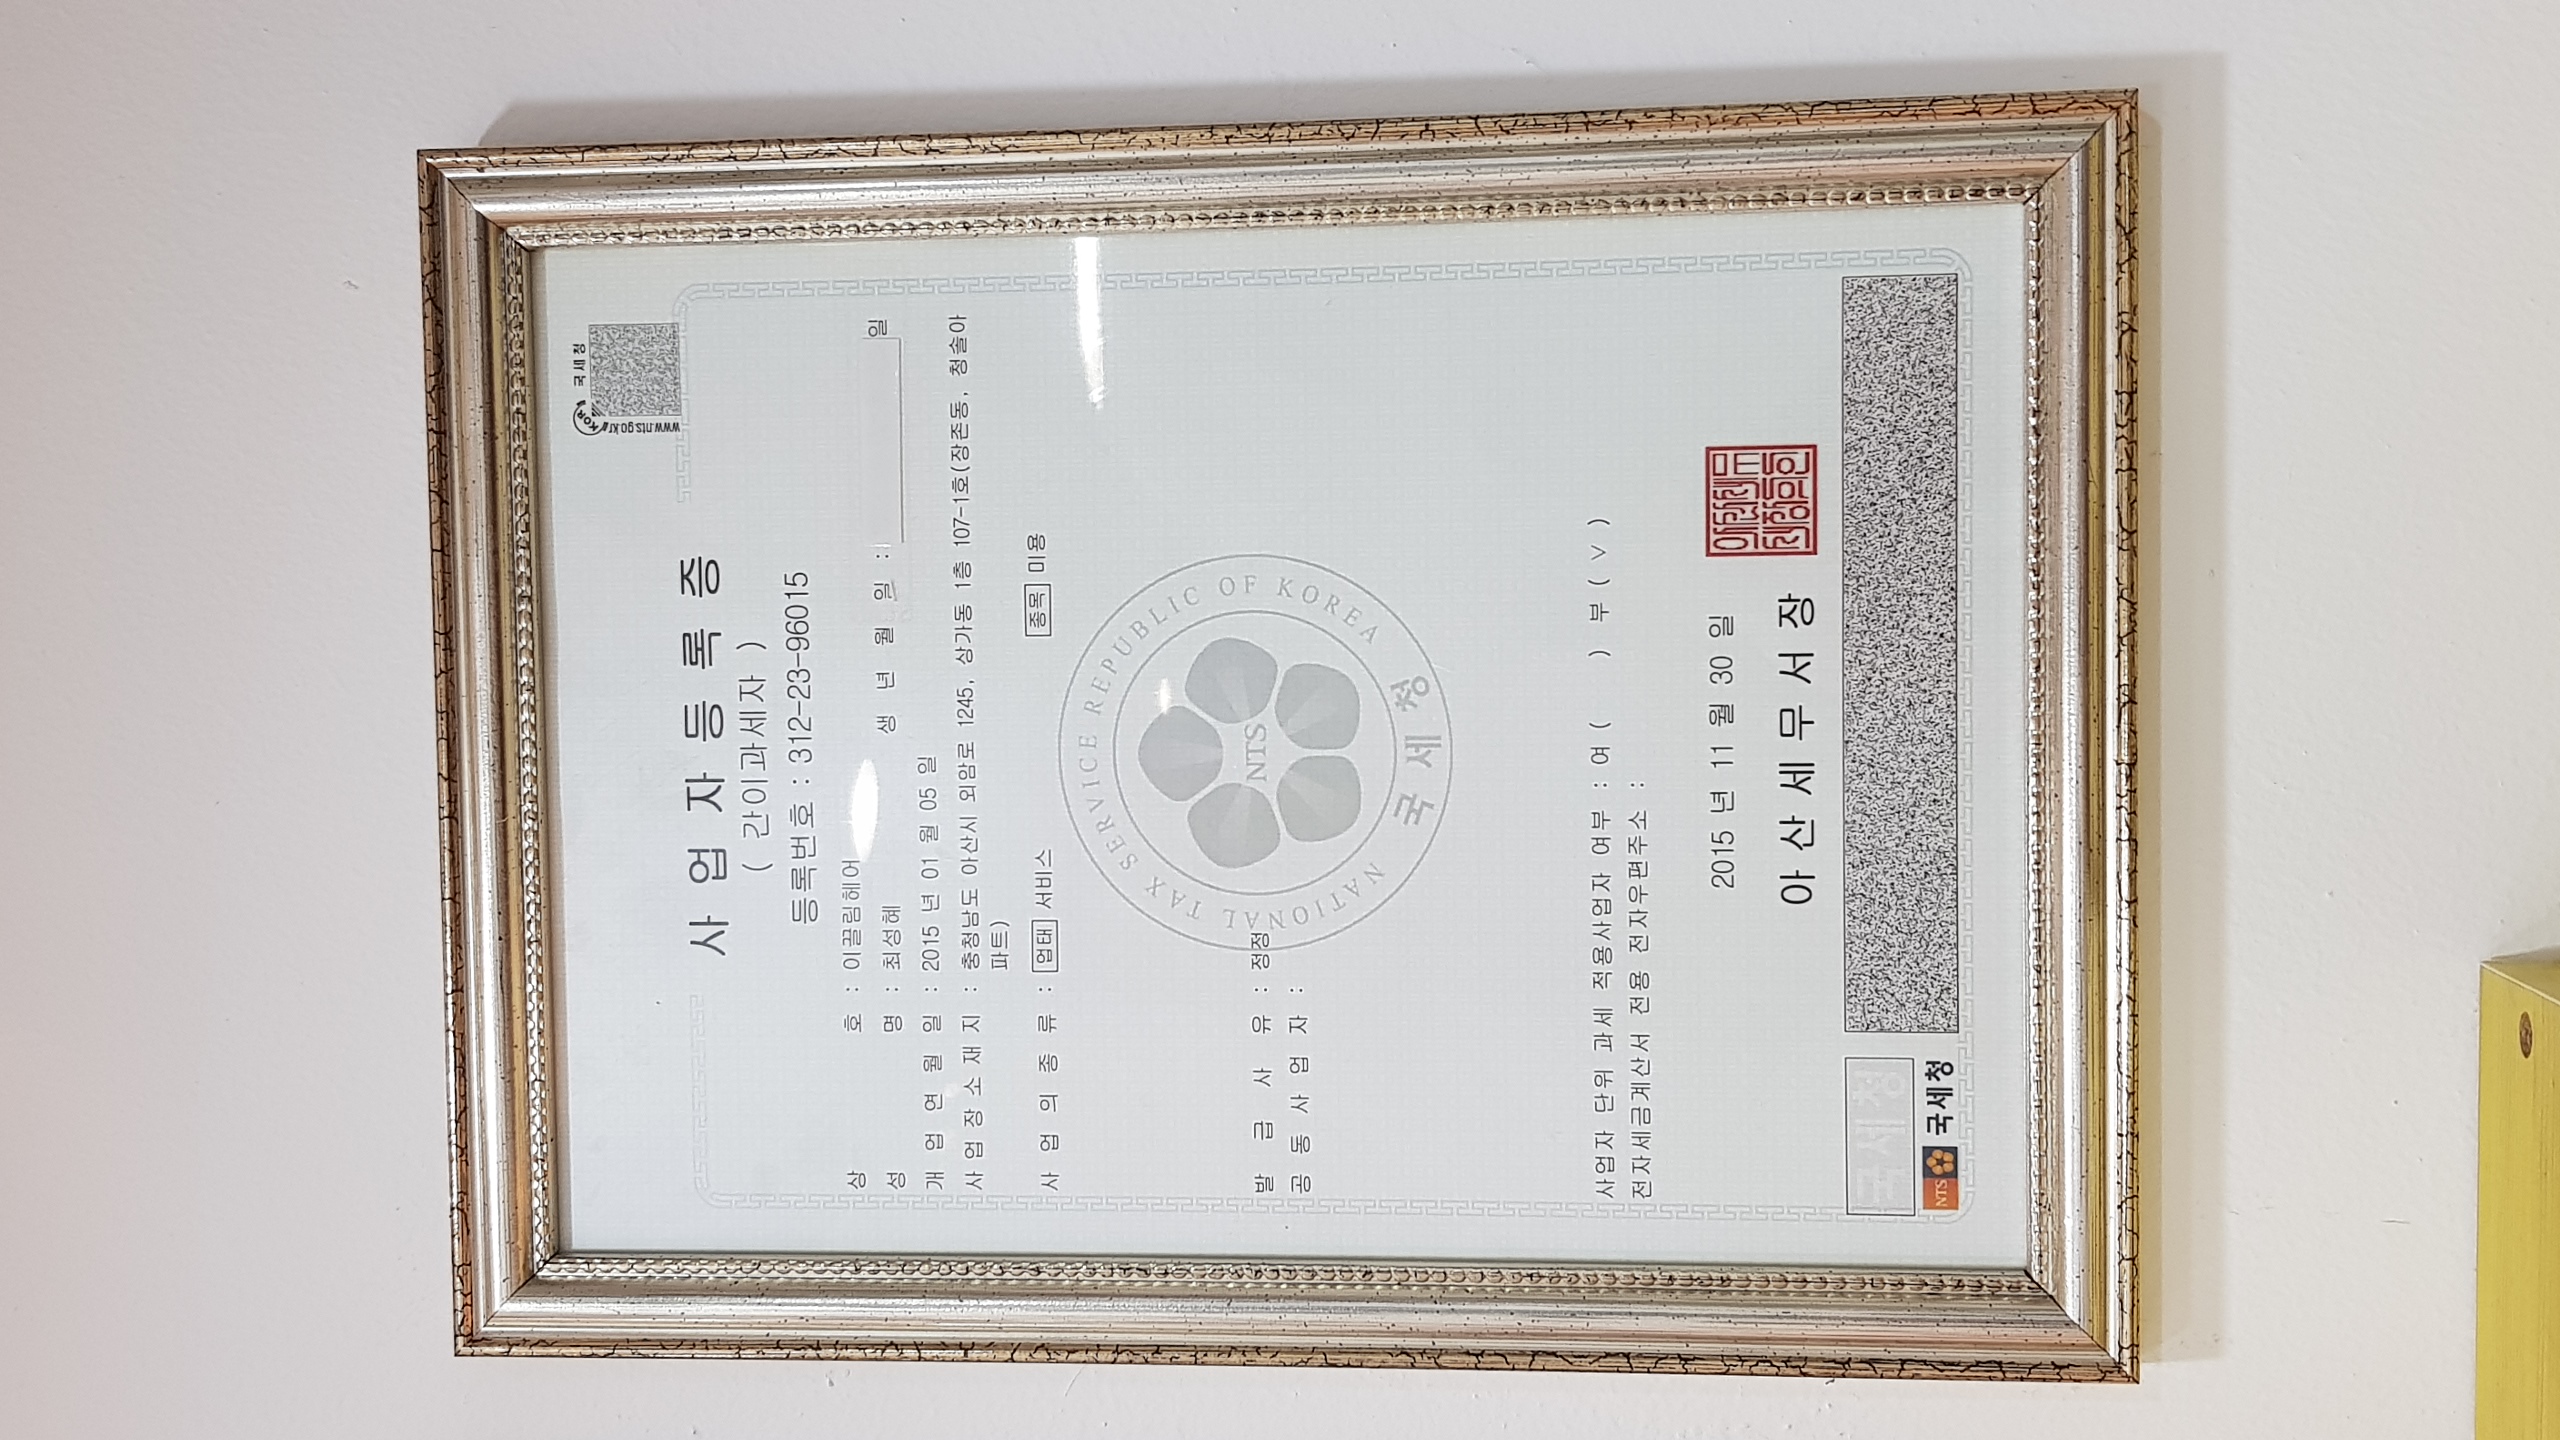 국세청
www.nts.go.kr
사업자등록증
( 간이과세자 )
등록번호 : 312-23-96015
상 호 : 이끌림헤어
성 명 : 최성혜 생 년 월 일 : 일
개 업 연 월 일 : 2015 년 01 월 05 일
사 업 장 소 재 지 : 충청남도 아산시 외암로 1245, 상가동 1층 107-1호(장존동, 청솔아
파트)
사 업 의 종 류 : 업태 서비스 종목 미용
NATIONAL TAX SERVICE REPUBLIC OF KOREA
NTS
국세청
발 급 사 유 : 정정
공 동 사 업 자 :
사업자 단위 과세 적용사업자 여부 : 여 ( ) 부 ( ∨ )
전자세금계산서 전용 전자우편주소 :
2015 년 11 월 30 일
아 산 세 무 서 장
국세청
NTS 국세청